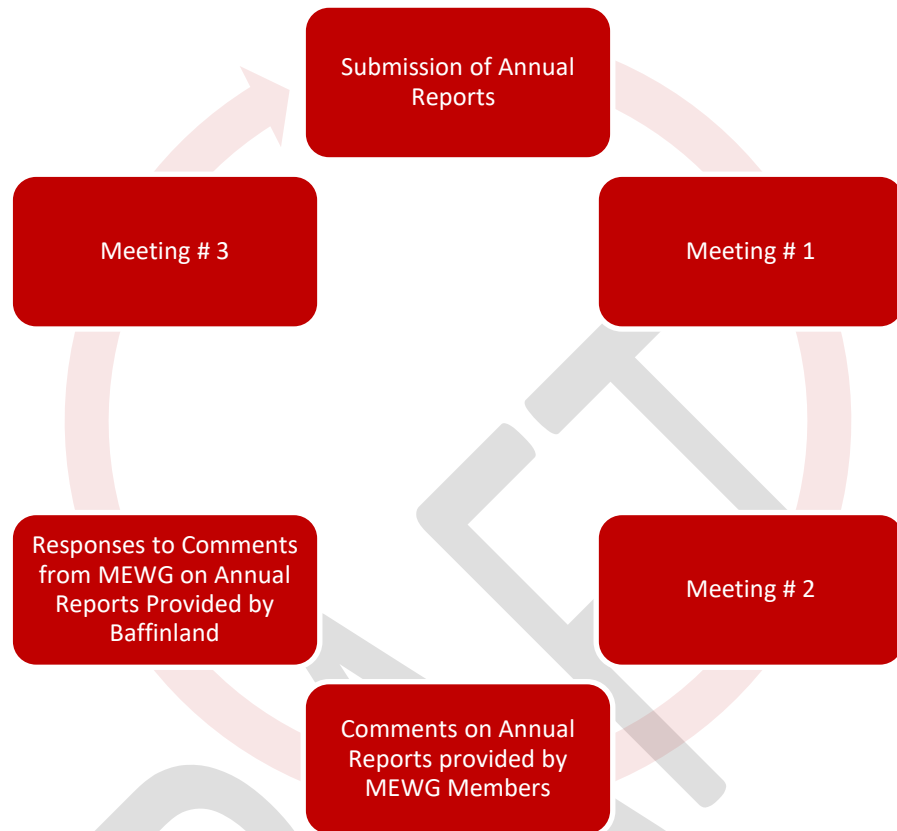 Submission of Annual
Reports
Meeting # 1
Meeting # 2
Comments on Annual
Reports provided by
MEWG Members
Responses to Comments
from MEWG on Annual
Reports Provided by
Baffinland
Meeting # 3